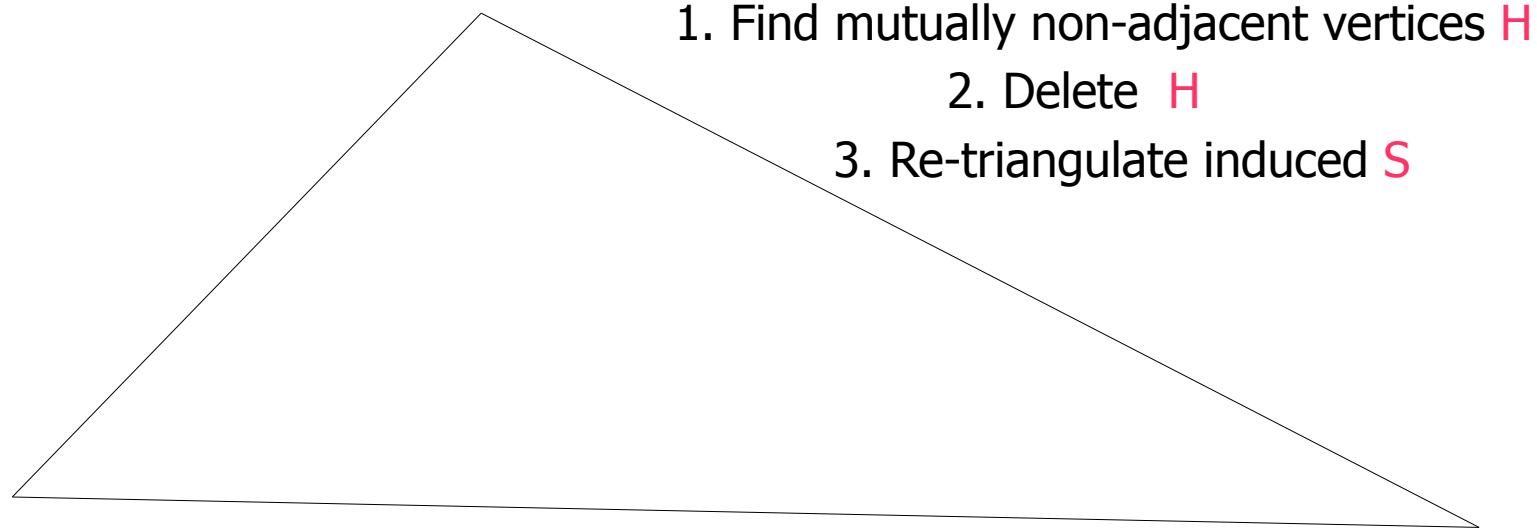 1. Find mutually non-adjacent vertices H
2. Delete H
3. Re-triangulate induced S